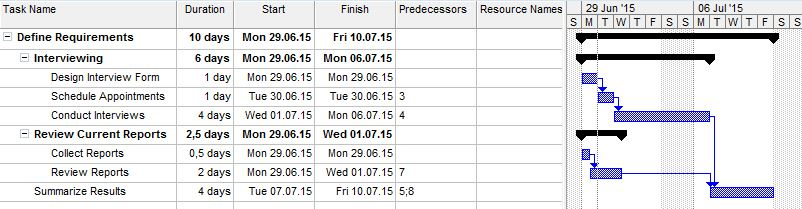 Task Name Duration Start Finish Predecessors Resource Names 29 Jun '15 06 Jul '15
S M T W T F S S M T W T F S S
Define Requirements 10 days Mon 29.06.15 Fri 10.07.15
Interviewing 6 days Mon 29.06.15 Mon 06.07.15
Design Interview Form 1 day Mon 29.06.15 Mon 29.06.15
Schedule Appointments 1 day Tue 30.06.15 Tue 30.06.15 3
Conduct Interviews 4 days Wed 01.07.15 Mon 06.07.15 4
Review Current Reports 2,5 days Mon 29.06.15 Wed 01.07.15
Collect Reports 0,5 days Mon 29.06.15 Mon 29.06.15
Review Reports 2 days Mon 29.06.15 Wed 01.07.15 7
Summarize Results 4 days Tue 07.07.15 Fri 10.07.15 5;8